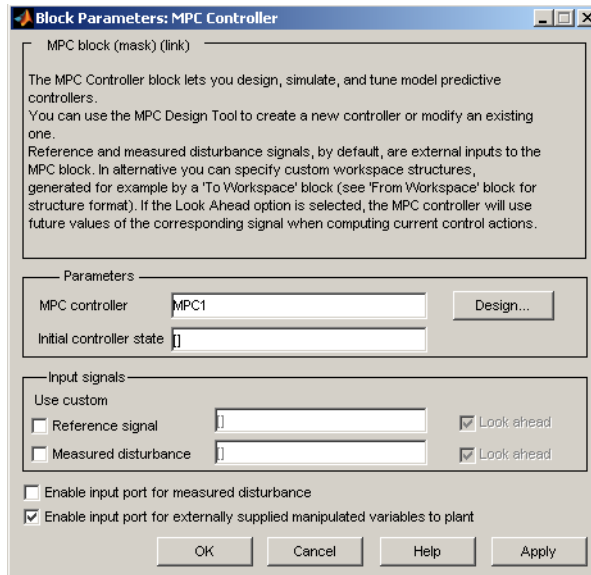 Block Parameters: MPC Controller
MPC block (mask) (link)
The MPC Controller block lets you design, simulate, and tune model predictive
controllers.
You can use the MPC Design Tool to create a new controller or modify an existing
one.
Reference and measured disturbance signals, by default, are external inputs to the
MPC block. In alternative you can specify custom workspace structures,
generated for example by a 'To Workspace' block (see 'From Workspace' block for
structure format). If the Look Ahead option is selected, the MPC controller will use
future values of the corresponding signal when computing current control actions.
Parameters
MPC controller MPC1 Design...
Initial controller state []
Input signals
Use custom
Reference signal [] Look ahead
Measured disturbance [] Look ahead
Enable input port for measured disturbance
Enable input port for externally supplied manipulated variables to plant
OK Cancel Help Apply